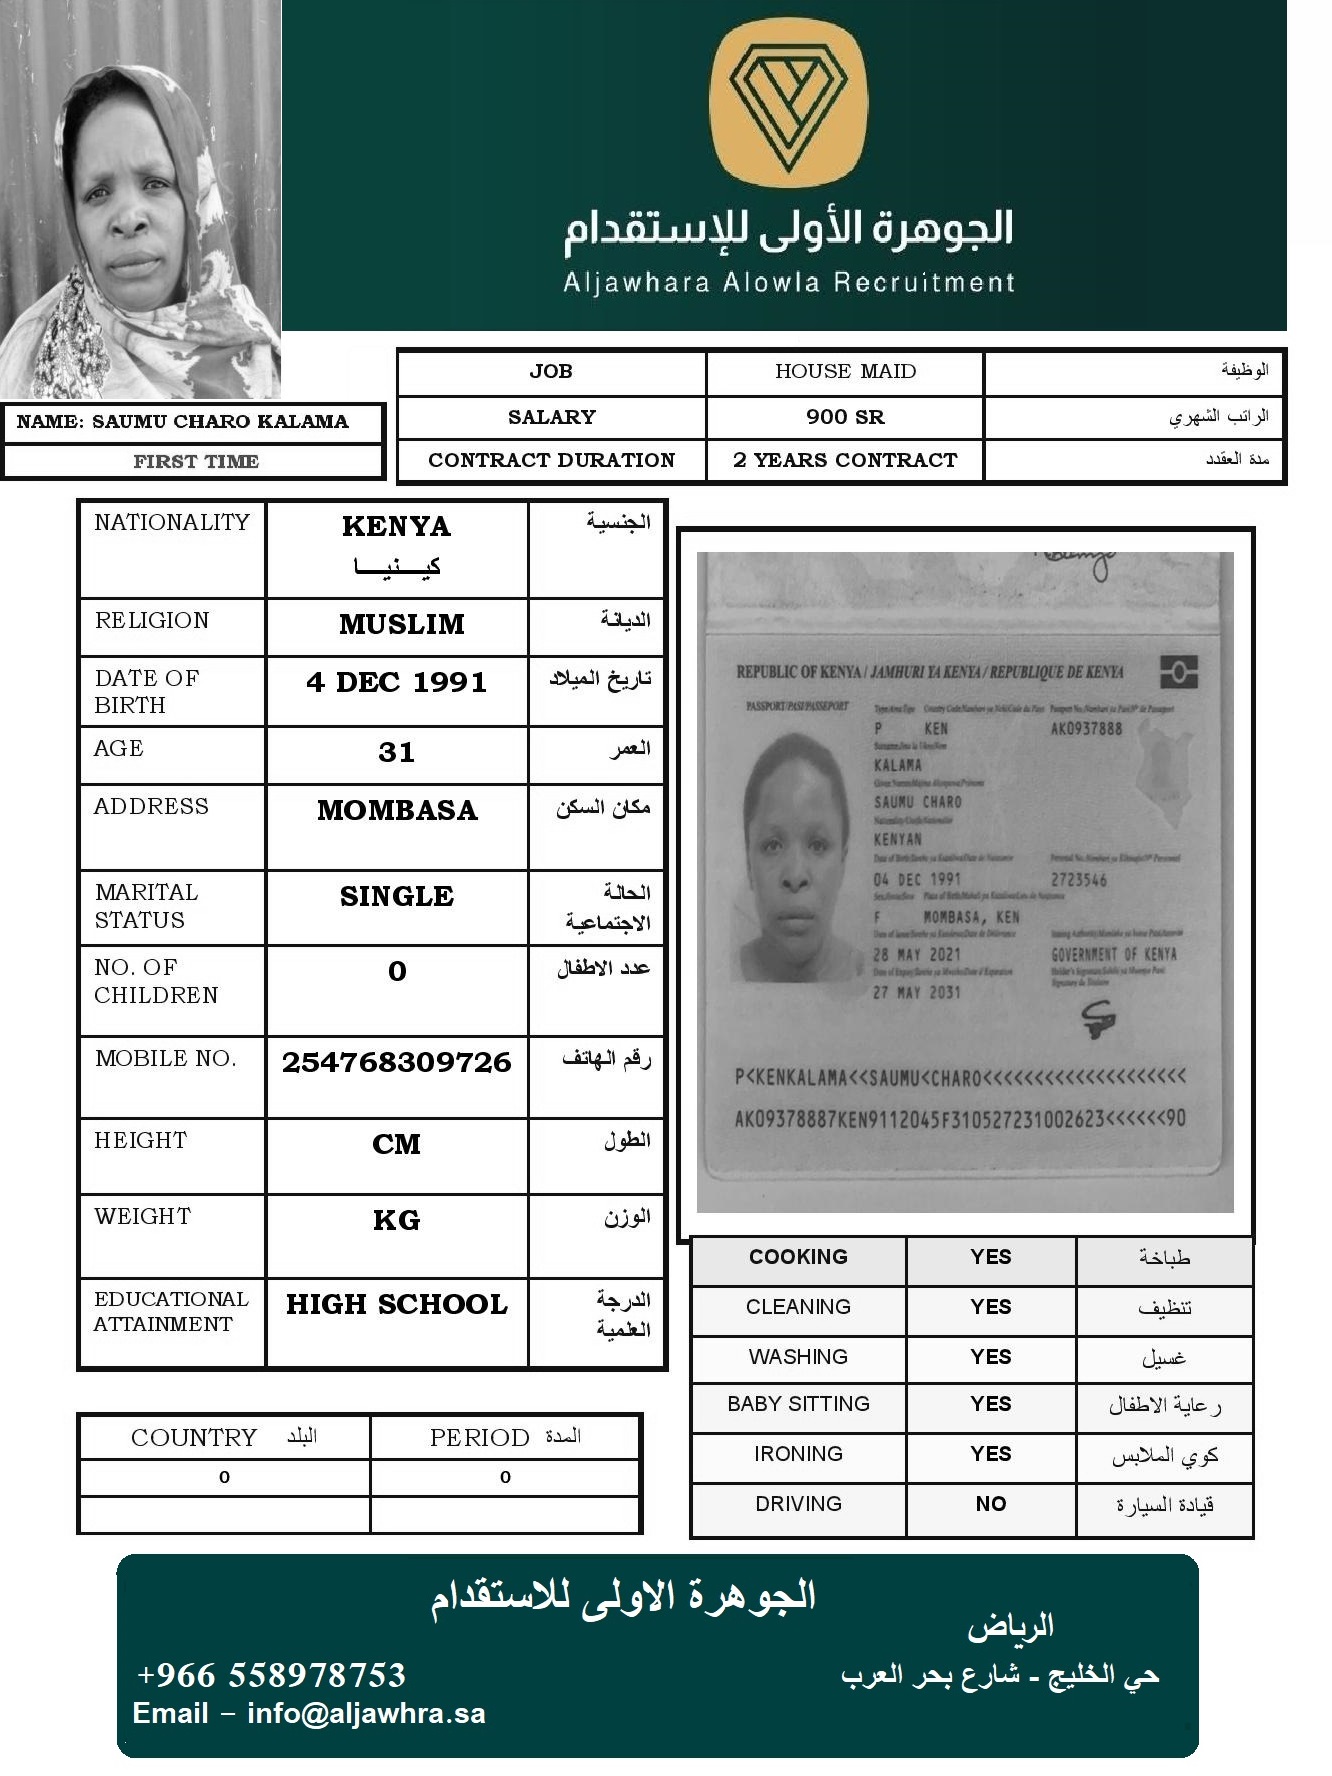 الجوهرة الأولى للإستقدام
Aljawhara Alowla Recruitment
NAME: SAUMU CHARO KALAMA
FIRST TIME
JOB HOUSE MAID الوظيفة
SALARY 900 SR الراتب الشهري
CONTRACT DURATION 2 YEARS CONTRACT مدة العقدد
NATIONALITY KENYA الجنسية
كيـــنيـــا
RELIGION MUSLIM الديانة
DATE OF BIRTH 4 DEC 1991 تاريخ الميلاد
AGE 31 العمر
ADDRESS MOMBASA مكان السكن
MARITAL STATUS SINGLE الحالة الاجتماعية
NO. OF CHILDREN 0 عدد الاطفال
MOBILE NO. 254768309726 رقم الهاتف
HEIGHT CM الطول
WEIGHT KG الوزن
EDUCATIONAL ATTAINMENT HIGH SCHOOL الدرجة العلمية
REPUBLIC OF KENYA / JAMHURI YA KENYA / REPUBLIQUE DE KENYA
PASSPORT/PASI/PASSEPORT
P KEN AK0937888
KALAMA
SAUMU CHARO
KENYAN
04 DEC 1991 2723546
F MOMBASA, KEN
28 MAY 2021 GOVERNMENT OF KENYA
27 MAY 2031
P<KENKALAMA<<SAUMU<CHARO<<<<<<<<<<<<<<<<<<<<
AK09378887KEN9112045F310527231002623<<<<<<90
COOKING YES طباخة
CLEANING YES تنظيف
WASHING YES غسيل
BABY SITTING YES رعاية الاطفال
IRONING YES كوي الملابس
DRIVING NO قيادة السيارة
COUNTRY البلد PERIOD المدة
0 0
الجوهرة الاولى للاستقدام
الرياض
حي الخليج - شارع بحر العرب
+966 558978753
Email – info@aljawhra.sa